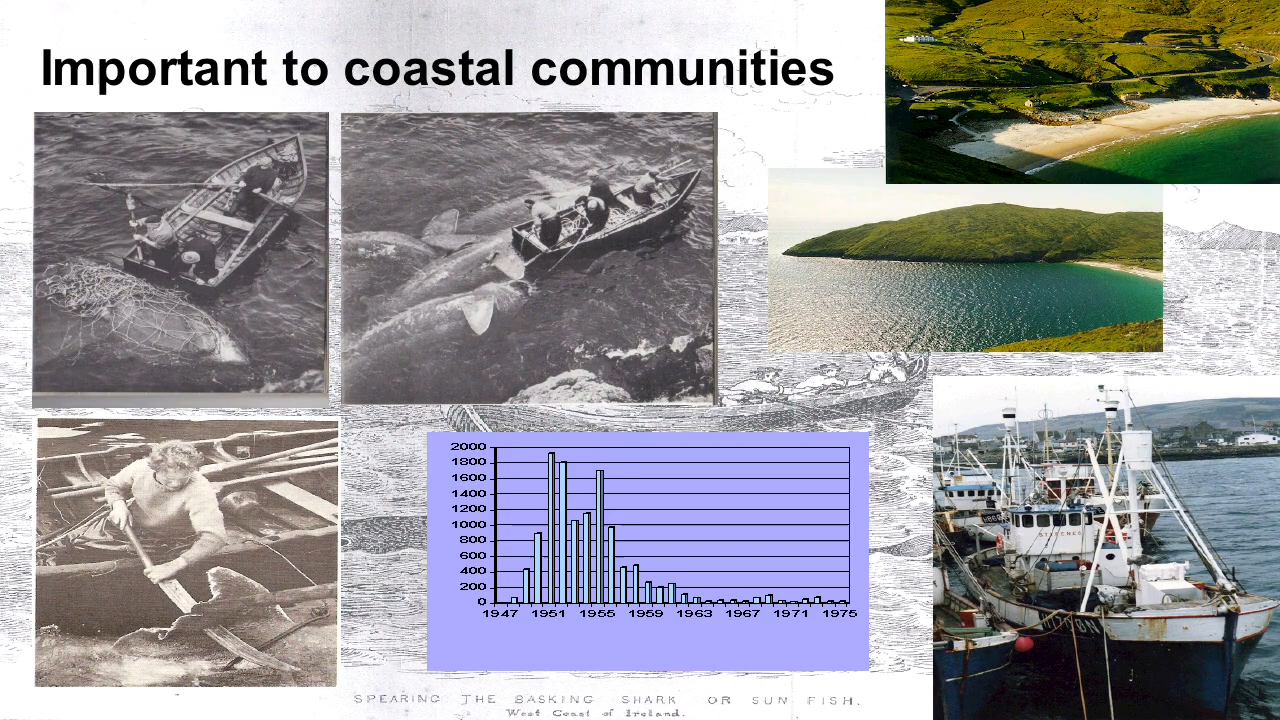 Important to coastal communities
2000
1800
1600
1400
1200
1000
800
600
400
200
0
1947 1951 1955 1959 1963 1967 1971 1975
SPEARING THE BASKING SHARK OR SUN FISH.
West Coast of Ireland.